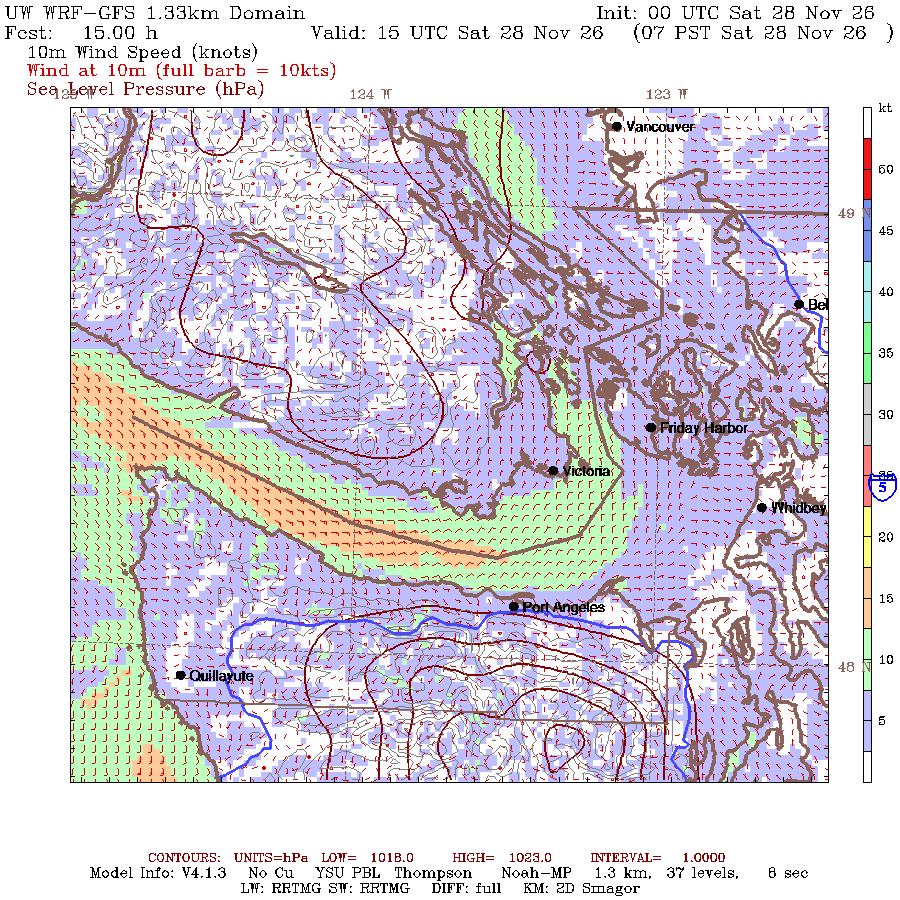 UW WRF-GFS 1.33km Domain Init: 00 UTC Sat 28 Nov 26
Fcst: 15.00 h Valid: 15 UTC Sat 28 Nov 26 (07 PST Sat 28 Nov 26 )
10m Wind Speed (knots)
Wind at 10m (full barb = 10kts)
Sea Level Pressure (hPa)
125 W 124 W 123 W
kt
Vancouver
60
49 N
45
40
Bel
35
30
Friday Harbor
Victoria
25
5
Whidbey
20
15
Port Angeles
10
48 N
Quillayute
5
CONTOURS: UNITS=hPa LOW= 1018.0 HIGH= 1023.0 INTERVAL= 1.0000
Model Info: V4.1.3 No Cu YSU PBL Thompson Noah-MP 1.3 km, 37 levels, 8 sec
LW: RRTMG SW: RRTMG DIFF: full KM: 2D Smagor